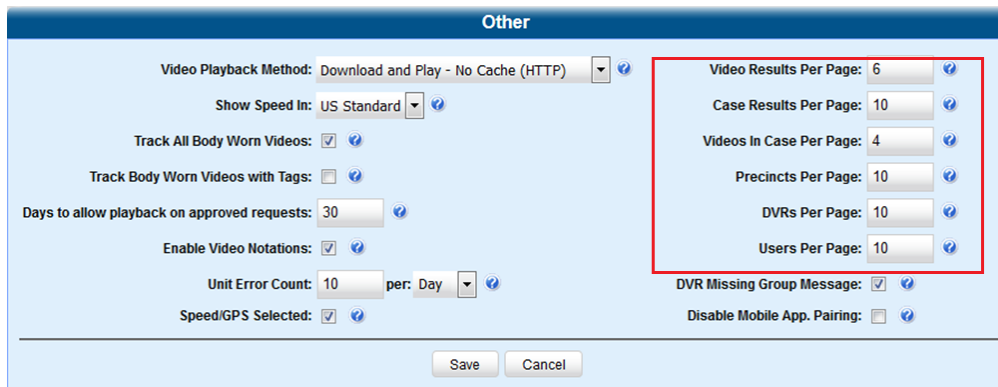 Other
Video Playback Method: Download and Play - No Cache (HTTP) ? Video Results Per Page: 6 ?
Show Speed In: US Standard ? Case Results Per Page: 10 ?
Track All Body Worn Videos: ? Videos In Case Per Page: 4 ?
Track Body Worn Videos with Tags: ? Precincts Per Page: 10 ?
Days to allow playback on approved requests: 30 ? DVRs Per Page: 10 ?
Enable Video Notations: ? Users Per Page: 10 ?
Unit Error Count: 10 per: Day ? DVR Missing Group Message: ?
Speed/GPS Selected: ? Disable Mobile App. Pairing: ?
Save Cancel